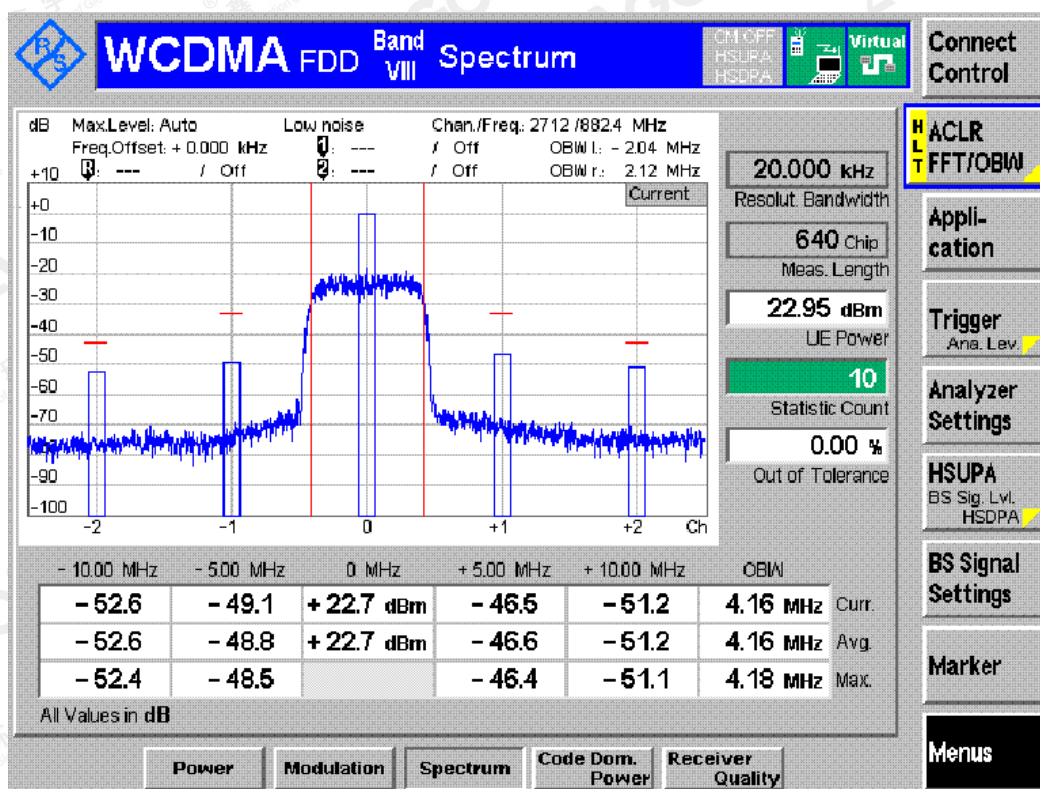 R&S
WCDMA FDD Band VIII Spectrum
CM OFF
HSUPA
HSDPA
Virtual
Connect Control
dB Max.Level: Auto Low noise Chan./Freq.: 2712 /882.4 MHz
Freq.Offset: + 0.000 kHz 1: --- / Off OBW l.: - 2.04 MHz
R: --- / Off 2: --- / Off OBW r.: 2.12 MHz
Current
+10
+0
-10
-20
-30
-40
-50
-60
-70
-90
-100
-2 -1 0 +1 +2 Ch
20.000 kHz
Resolut. Bandwidth
640 Chip
Meas. Length
22.95 dBm
UE Power
10
Statistic Count
0.00 %
Out of Tolerance
- 10.00 MHz - 5.00 MHz 0 MHz + 5.00 MHz + 10.00 MHz OBW
- 52.6 - 49.1 + 22.7 dBm - 46.5 - 51.2 4.16 MHz Curr.
- 52.6 - 48.8 + 22.7 dBm - 46.6 - 51.2 4.16 MHz Avg.
- 52.4 - 48.5 - 46.4 - 51.1 4.18 MHz Max.
All Values in dB
HLT
ACLR
FFT/OBW
Appli-
cation
Trigger
Ana. Lev.
Analyzer
Settings
HSUPA
BS Sig. Lvl.
HSDPA
BS Signal
Settings
Marker
Menus
Power
Modulation
Spectrum
Code Dom.
Power
Receiver
Quality